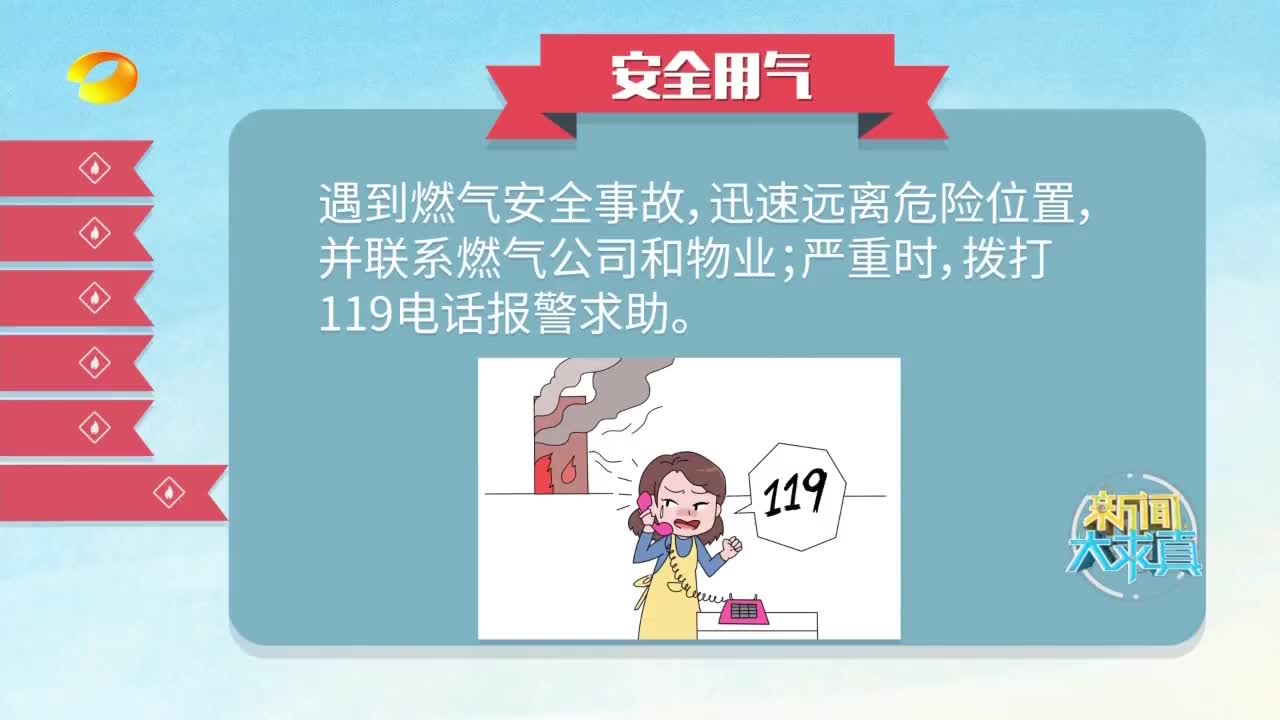 安全用气
遇到燃气安全事故，迅速远离危险位置，
并联系燃气公司和物业；严重时，拨打
119电话报警求助。
119
新闻
大求真